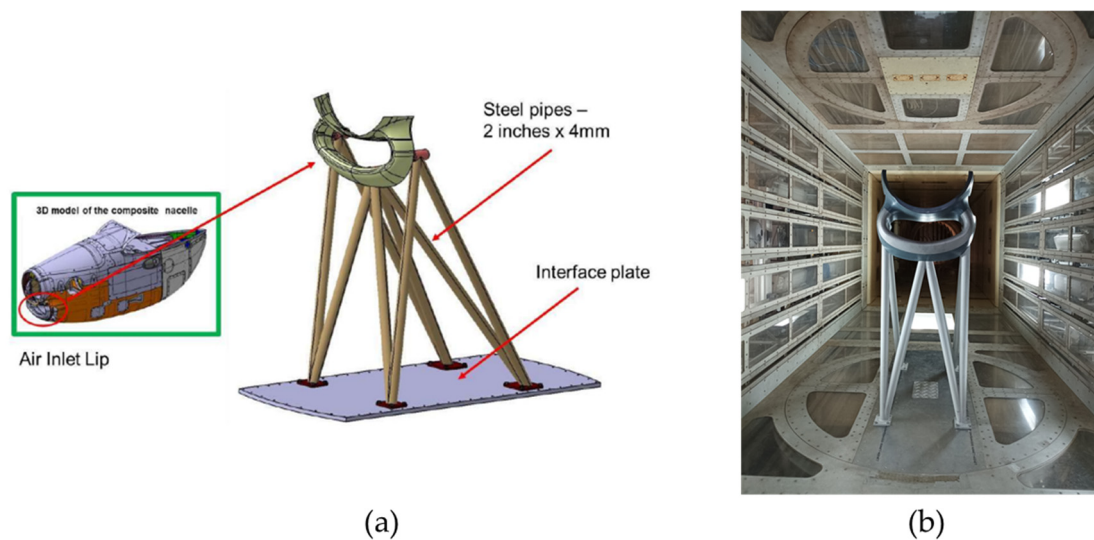 Steel pipes –
2 inches x 4mm
3D model of the composite nacelle
Interface plate
Air Inlet Lip
(a)
(b)